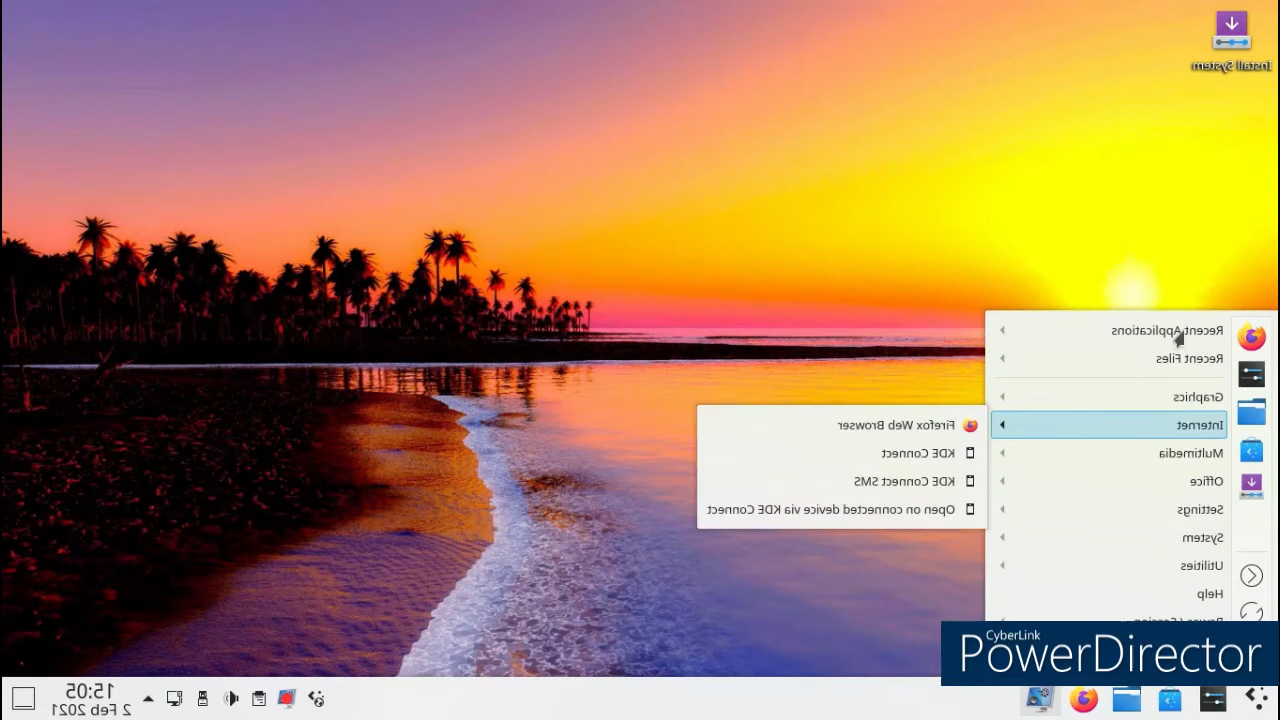 Install System
Recent Applications
Recent Files
Graphics
Internet
Multimedia
Office
Settings
System
Utilities
Help
Firefox Web Browser
KDE Connect
KDE Connect SMS
Open on connected device via KDE Connect
CyberLink
PowerDirector
15:05
2 Feb 2021